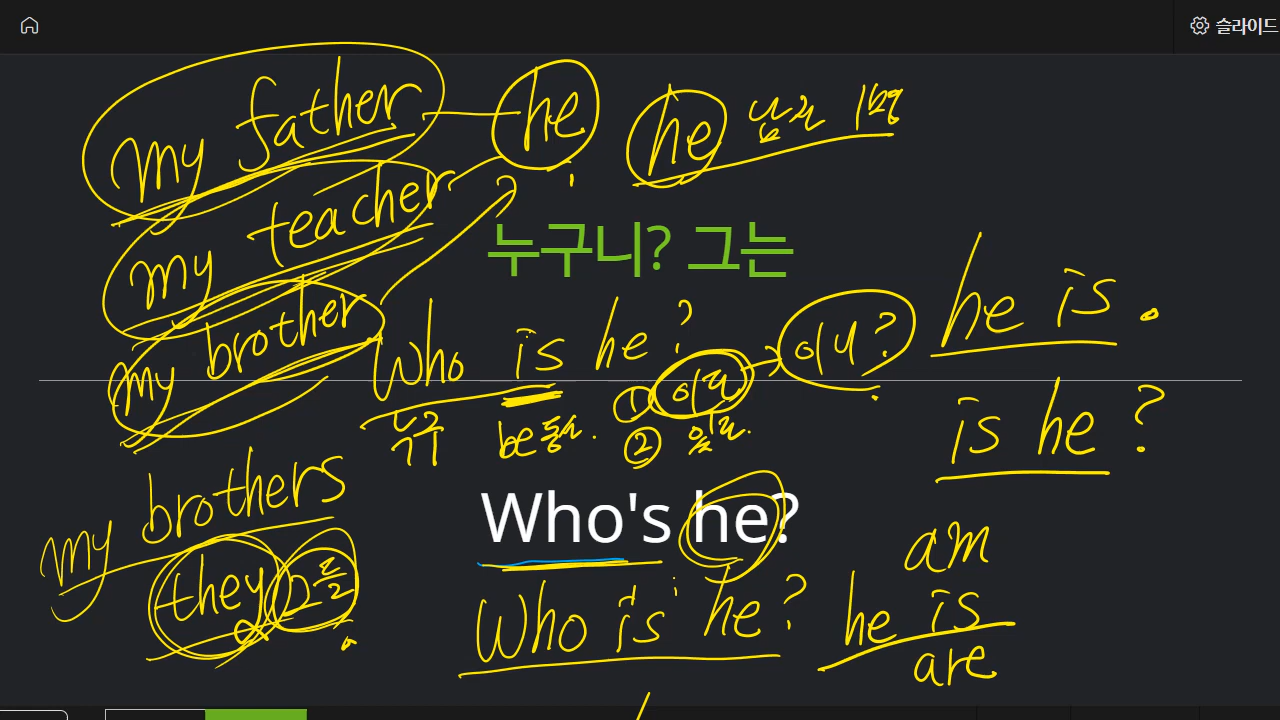 슬라이드
my father he he 남자 1명
my teacher
누구니? 그는
my brother
Who is he? 이니? he is.
누구 be동사. ① 이다
② 있다.
is he?
my brothers
Who's he?
am
they 그들
Who is he? he is
are